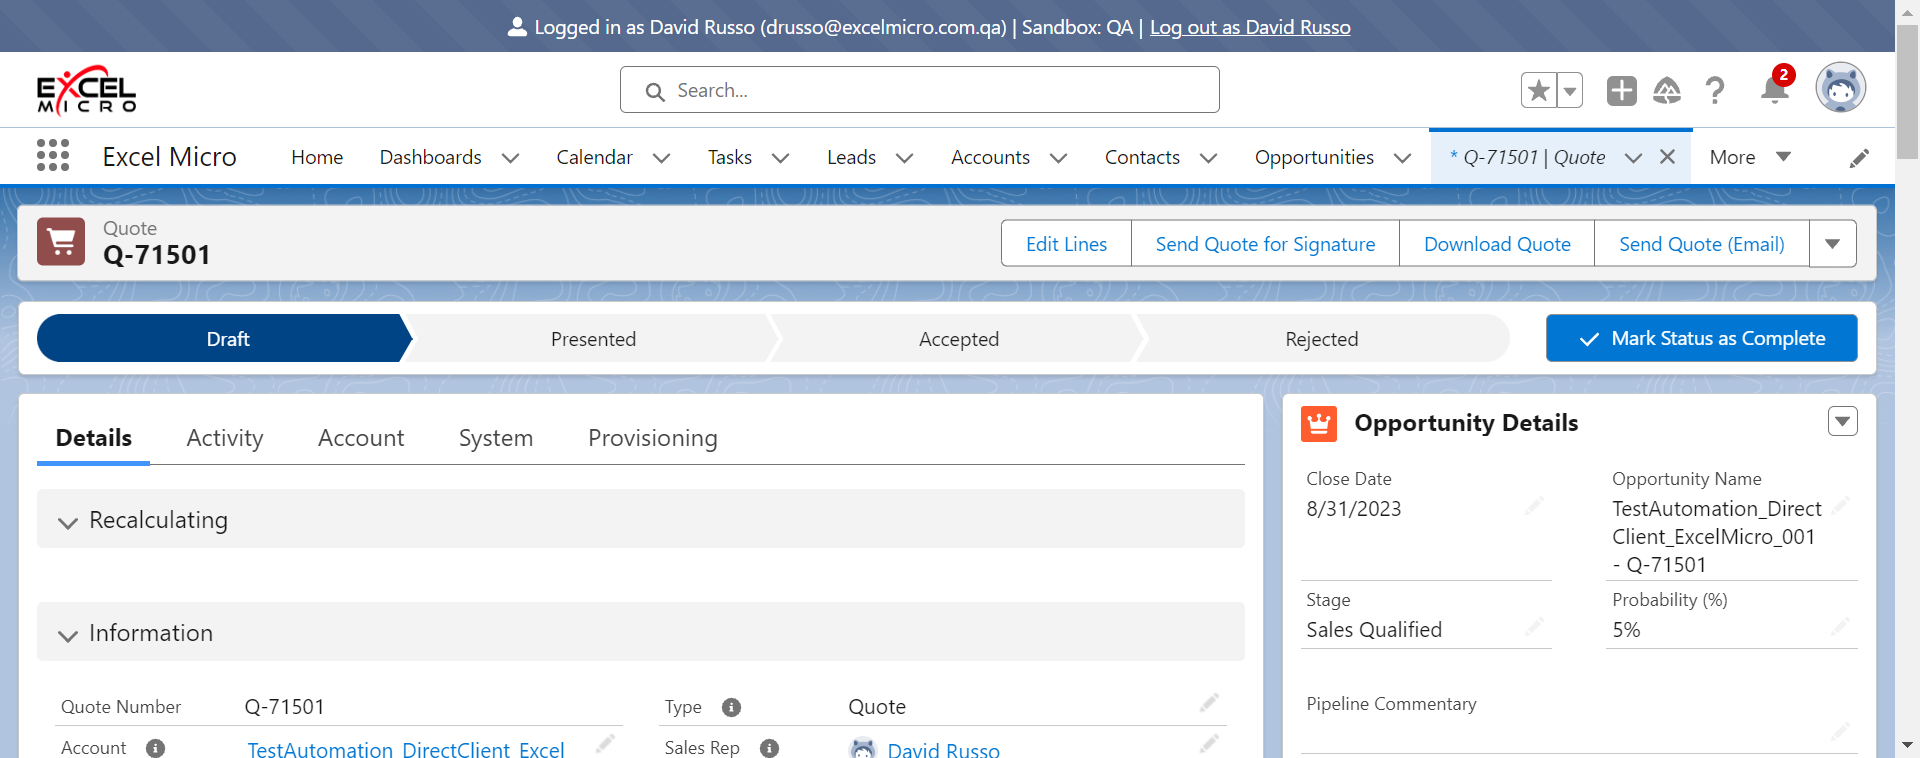 Logged in as David Russo (drusso@excelmicro.com.qa) | Sandbox: QA | Log out as David Russo
EXCEL
MICRO
Search...
2
Excel Micro
Home
Dashboards
Calendar
Tasks
Leads
Accounts
Contacts
Opportunities
* Q-71501 | Quote
More
Quote
Q-71501
Edit Lines
Send Quote for Signature
Download Quote
Send Quote (Email)
Draft
Presented
Accepted
Rejected
Mark Status as Complete
Details
Activity
Account
System
Provisioning
Recalculating
Information
Quote Number
Q-71501
Type
Quote
Account
TestAutomation_DirectClient_Excel
Sales Rep
David Russo
Opportunity Details
Close Date
8/31/2023
Opportunity Name
TestAutomation_Direct
Client_ExcelMicro_001
- Q-71501
Stage
Sales Qualified
Probability (%)
5%
Pipeline Commentary